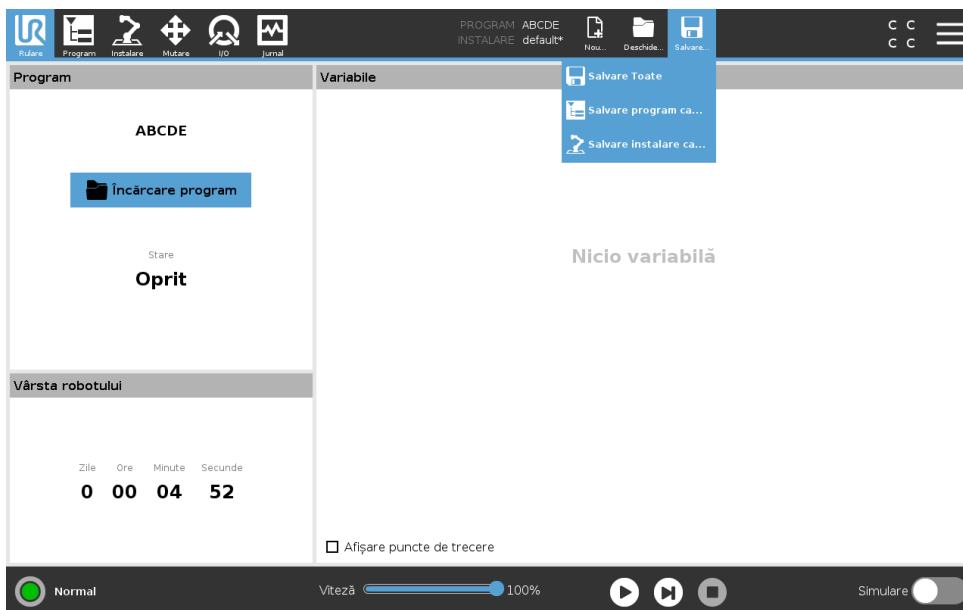 UR
PROGRAM ABCDE
INSTALARE default*
C C
C C
Rulare Program Instalare Mutare I/O Jurnal Nou... Deschide... Salvare...
Program Variabile
Salvare Toate
Salvare program ca...
Salvare instalare ca...
ABCDE
Încărcare program
Stare
Oprit
Nicio variabilă
Vârsta robotului
Zile Ore Minute Secunde
0 00 04 52
Afișare puncte de trecere
Normal Viteză 100% Simulare